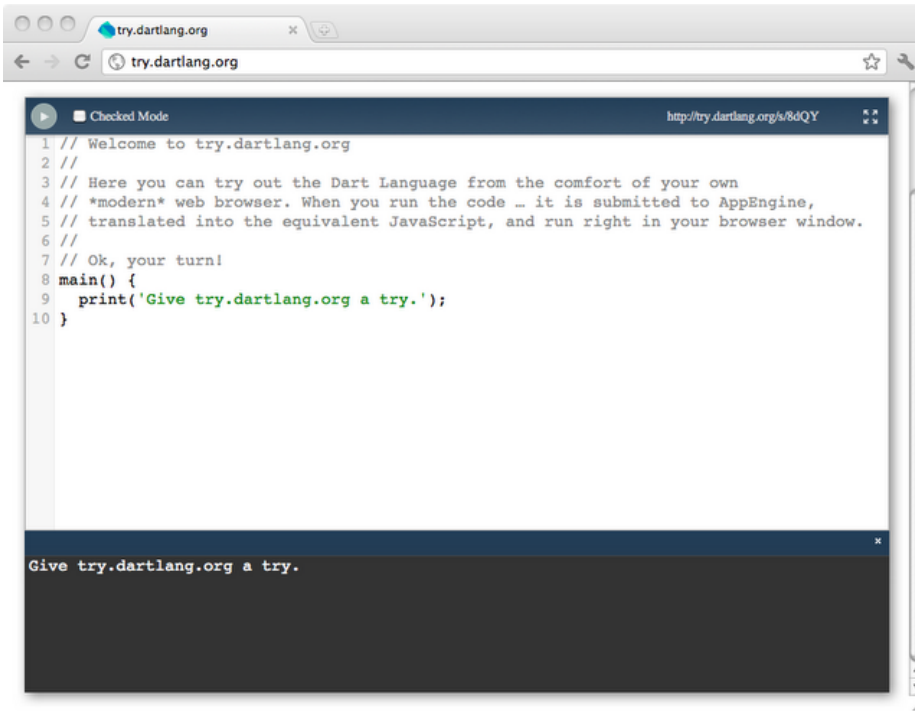 try.dartlang.org
try.dartlang.org
Checked Mode http://try.dartlang.org/s/8dQY
1 // Welcome to try.dartlang.org
2 //
3 // Here you can try out the Dart Language from the comfort of your own
4 // *modern* web browser. When you run the code … it is submitted to AppEngine,
5 // translated into the equivalent JavaScript, and run right in your browser window.
6 //
7 // Ok, your turn!
8 main() {
9   print('Give try.dartlang.org a try.');
10 }
Give try.dartlang.org a try.